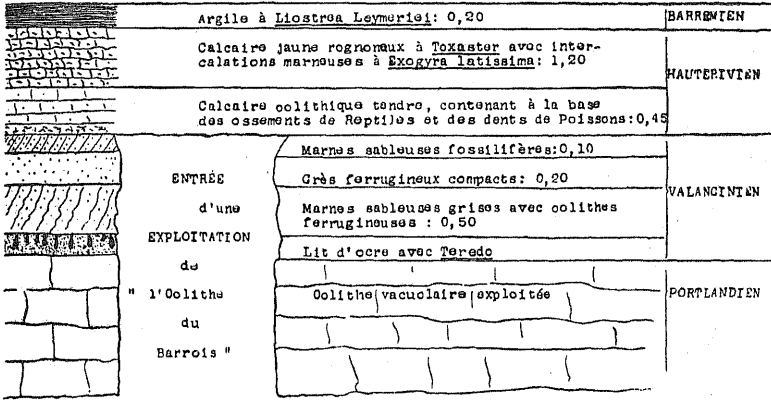 Argile à Liostrea Leymeriei: 0,20
BARREMIEN
Calcaire jaune rognoneux à Toxaster avec inter-
calations marneuses à Exogyra latissima: 1,20
HAUTERIVIEN
Calcaire oolithique tendre, contenant à la base
des ossements de Reptiles et des dents de Poissons:0,45
Marnes sableuses fossilifères:0,10
Grès ferrugineux compacts: 0,20
VALANGINIEN
Marnes sableuses grises avec oolithes
ferrugineuses : 0,50
Lit d'ocre avec Teredo
Oolithe vacuolaire exploitée
PORTLANDIEN
ENTRÉE
d'une
EXPLOITATION
de
" l'Oolithe
du
Barrois "